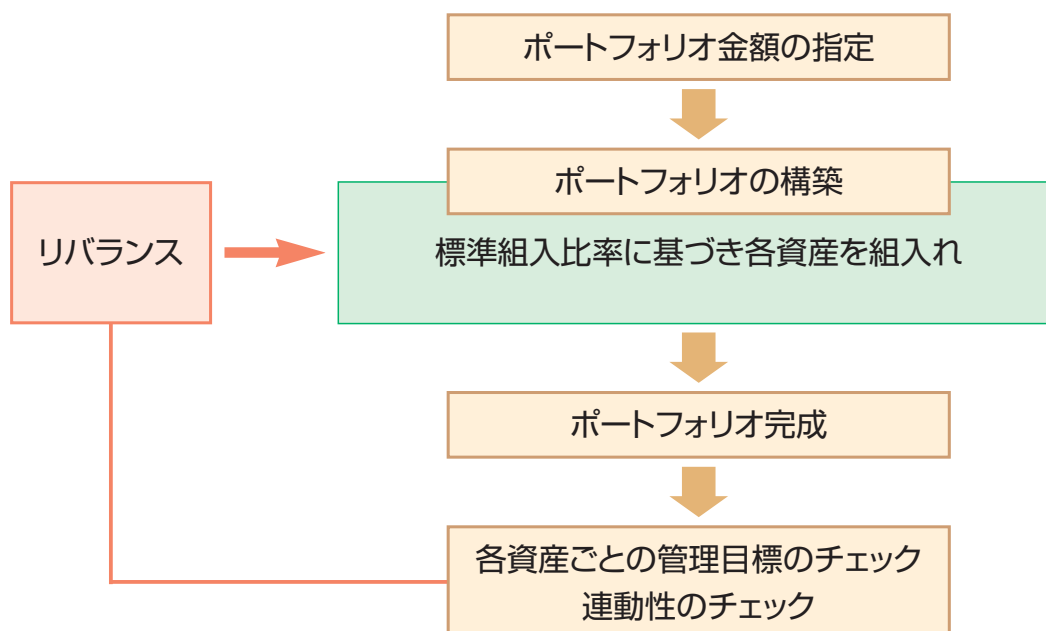 ポートフォリオ金額の指定
ポートフォリオの構築
リバランス
標準組入比率に基づき各資産を組入れ
ポートフォリオ完成
各資産ごとの管理目標のチェック
連動性のチェック